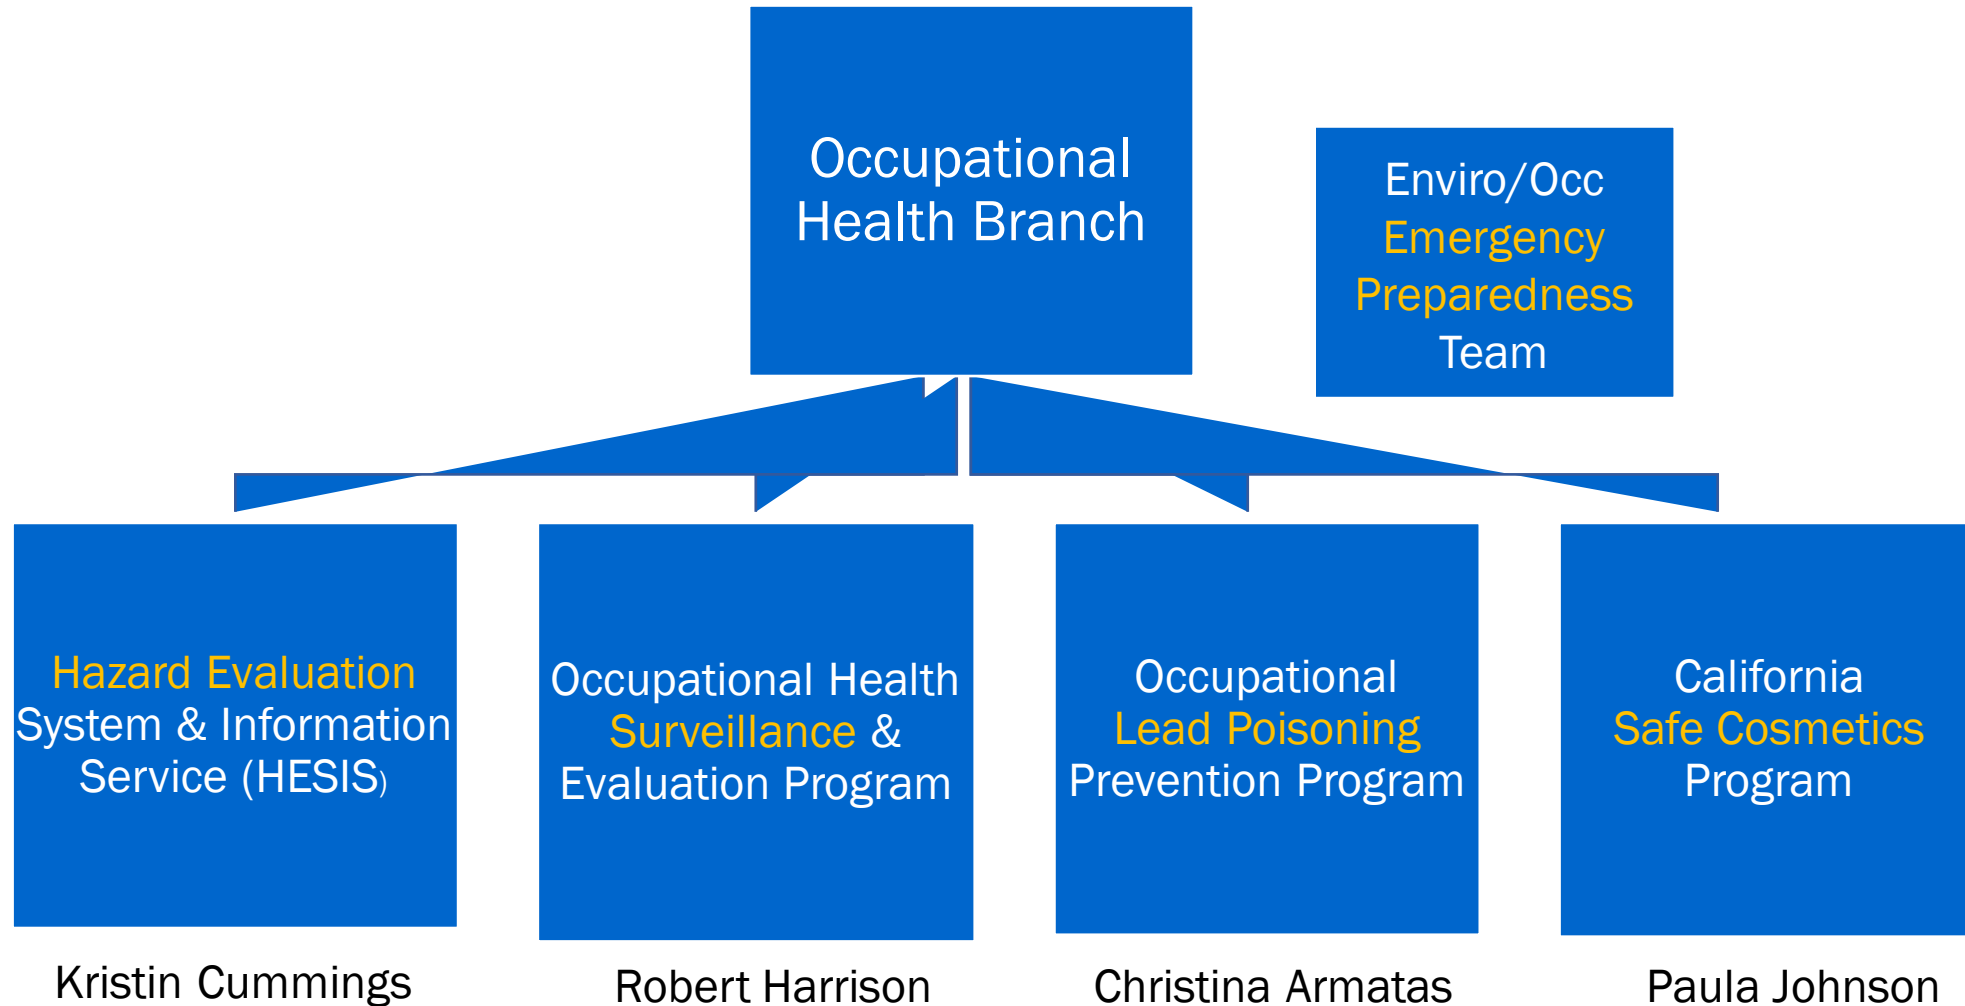 Occupational
Health Branch
Enviro/Occ
Emergency
Preparedness
Team
Hazard Evaluation
System & Information
Service (HESIS)
Occupational Health
Surveillance &
Evaluation Program
Occupational
Lead Poisoning
Prevention Program
California
Safe Cosmetics
Program
Kristin Cummings
Robert Harrison
Christina Armatas
Paula Johnson